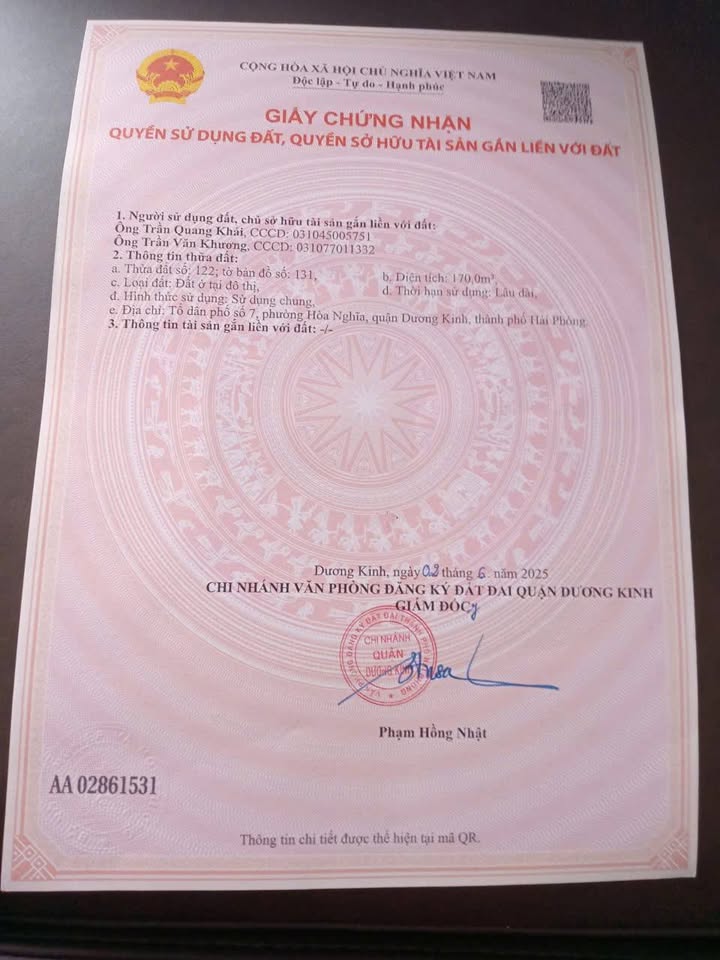 CỘNG HÒA XÃ HỘI CHỦ NGHĨA VIỆT NAM
Độc lập - Tự do - Hạnh phúc
GIẤY CHỨNG NHẬN
QUYỀN SỬ DỤNG ĐẤT, QUYỀN SỞ HỮU TÀI SẢN GẮN LIỀN VỚI ĐẤT
1. Người sử dụng đất, chủ sở hữu tài sản gắn liền với đất:
Ông Trần Quang Khải, CCCD: 031045005751
Ông Trần Văn Khương, CCCD: 031077011332
2. Thông tin thửa đất:
a. Thửa đất số: 122; tờ bản đồ số: 131, b. Diện tích: 170,0m².
c. Loại đất: Đất ở tại đô thị, d. Thời hạn sử dụng: Lâu dài,
đ. Hình thức sử dụng: Sử dụng chung,
e. Địa chỉ: Tổ dân phố số 7, phường Hòa Nghĩa, quận Dương Kinh, thành phố Hải Phòng.
3. Thông tin tài sản gắn liền với đất: -/-
Dương Kinh, ngày 02 tháng 6 năm 2025
CHI NHÁNH VĂN PHÒNG ĐĂNG KÝ ĐẤT ĐAI QUẬN DƯƠNG KINH
GIÁM ĐỐC
CHI NHÁNH
QUẬN
DƯƠNG KINH
Phạm Hồng Nhật
AA 02861531
Thông tin chi tiết được thể hiện tại mã QR.